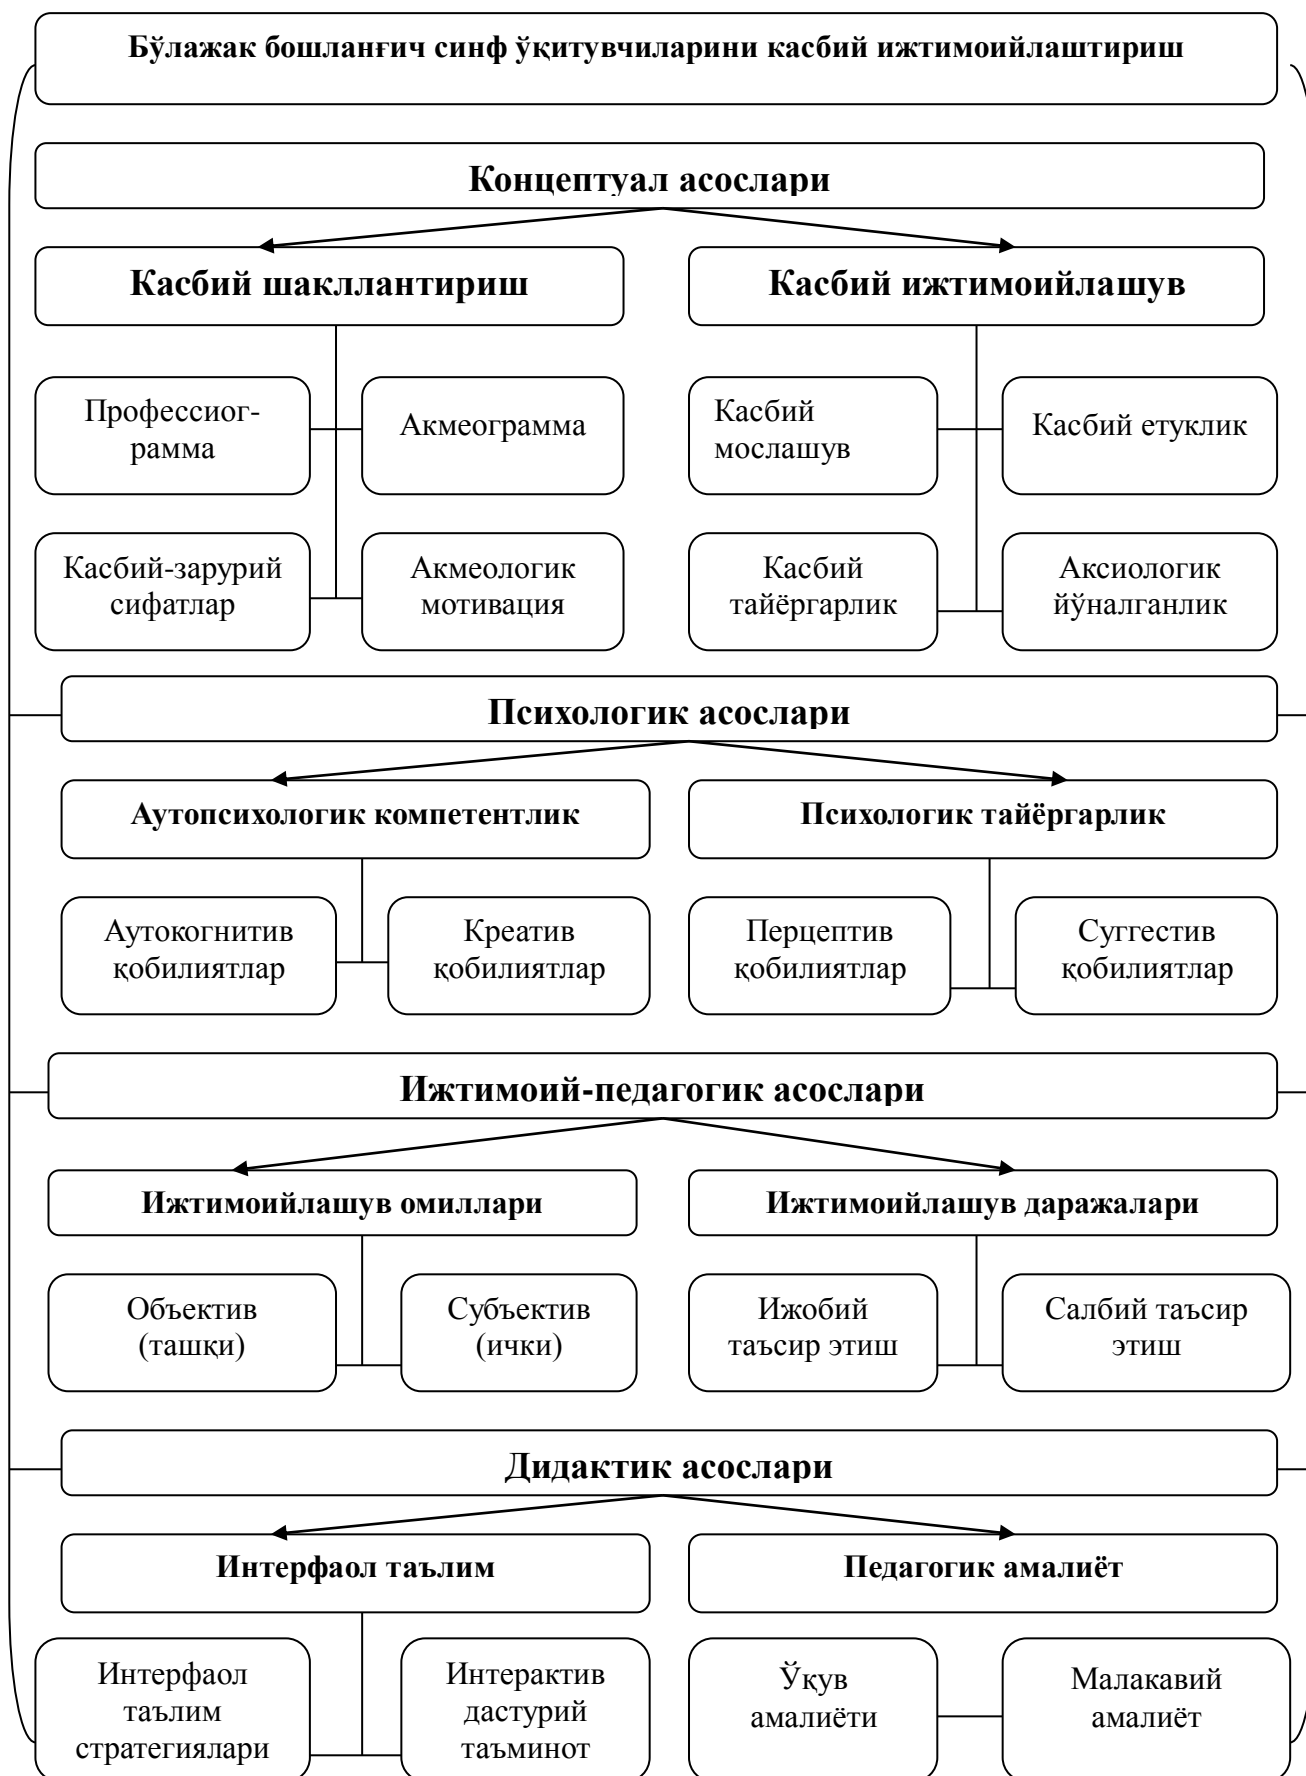 Бўлажак бошланғич синф ўқитувчиларини касбий ижтимоийлаштириш
Концептуал асослари
Касбий шакллантириш
Касбий ижтимоийлашув
Профессиог-
рамма
Акмеограмма
Касбий
мослашув
Касбий етуклик
Касбий-зарурий
сифатлар
Акмеологик
мотивация
Касбий
тайёргарлик
Аксиологик
йўналганлик
Психологик асослари
Аутопсихологик компетентлик
Психологик тайёргарлик
Аутокогнитив
қобилиятлар
Креатив
қобилиятлар
Перцептив
қобилиятлар
Суггестив
қобилиятлар
Ижтимоий-педагогик асослари
Ижтимоийлашув омиллари
Ижтимоийлашув даражалари
Объектив
(ташқи)
Субъектив
(ички)
Ижобий
таъсир этиш
Салбий таъсир
этиш
Дидактик асослари
Интерфаол таълим
Педагогик амалиёт
Интерфаол
таълим
стратегиялари
Интерактив
дастурий
таъминот
Ўқув
амалиёти
Малакавий
амалиёт